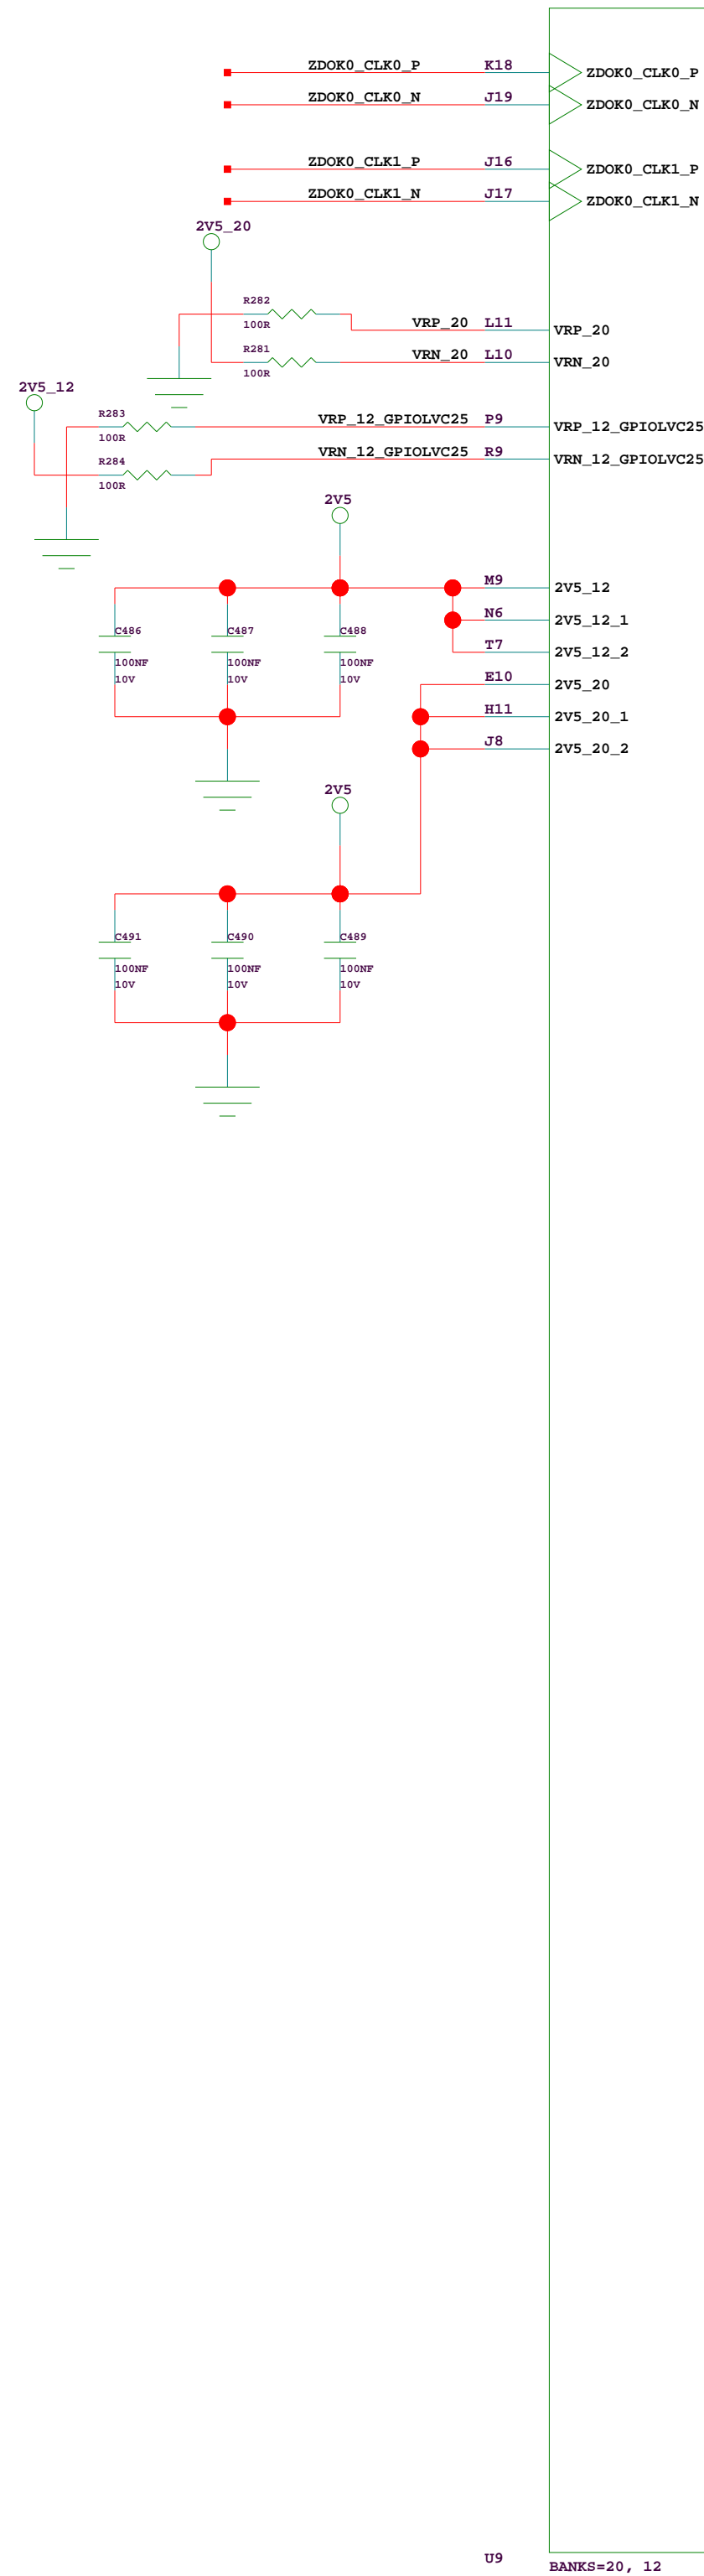 ZDOK0_CLK0_P K18 ZDOK0_CLK0_P
ZDOK0_CLK0_N J19 ZDOK0_CLK0_N
ZDOK0_CLK1_P J16 ZDOK0_CLK1_P
ZDOK0_CLK1_N J17 ZDOK0_CLK1_N
2V5_20
R282
100R
VRP_20 L11 VRP_20
R281
100R
VRN_20 L10 VRN_20
2V5_12
R283
100R
VRP_12_GPIOLVC25 P9 VRP_12_GPIOLVC25
R284
100R
VRN_12_GPIOLVC25 R9 VRN_12_GPIOLVC25
2V5
M9 2V5_12
N6 2V5_12_1
T7 2V5_12_2
E10 2V5_20
H11 2V5_20_1
J8 2V5_20_2
C486 C487 C488
100NF 100NF 100NF
10V 10V 10V
2V5
C491 C490 C489
100NF 100NF 100NF
10V 10V 10V
U9 BANKS=20, 12